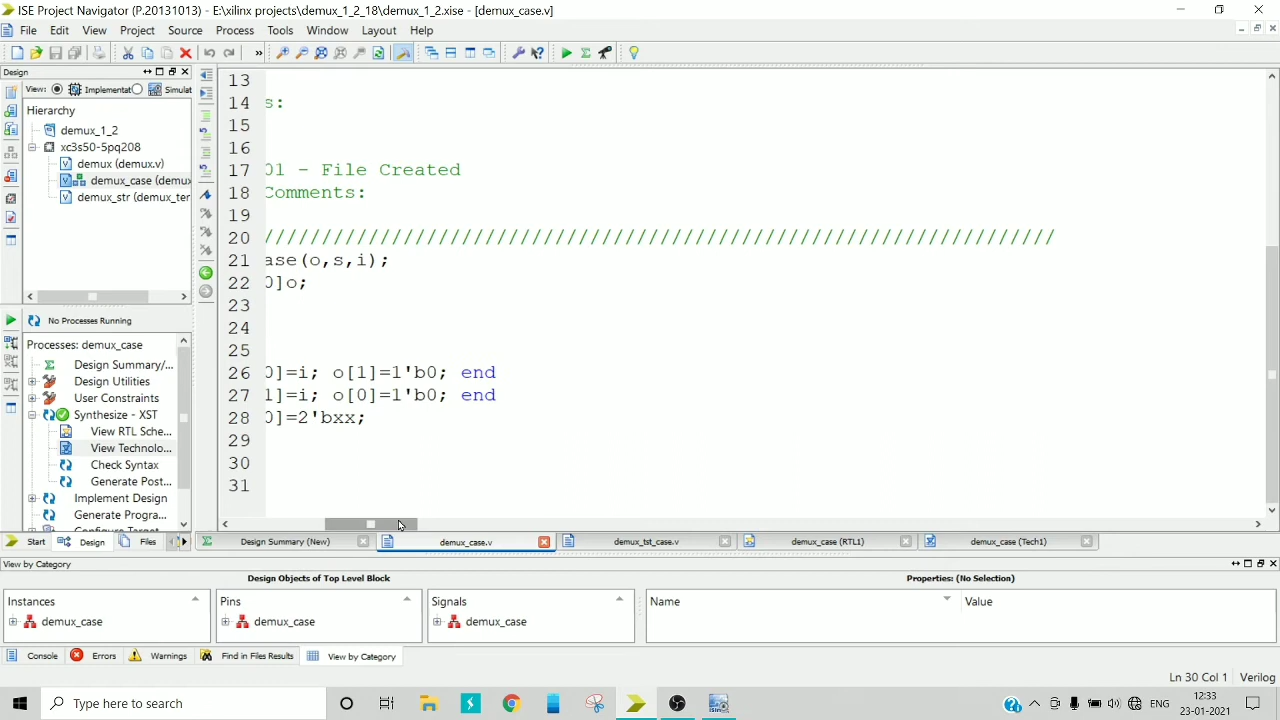 ISE Project Navigator (P.20131013) - E:\xilinx projects\demux_1_2_18\demux_1_2.xise - [demux_case.v]
File Edit View Project Source Process Tools Window Layout Help
Design
View: Implementat Simulat
Hierarchy
demux_1_2
xc3s50-5pq208
demux (demux.v)
demux_case (demux
demux_str (demux_ter
No Processes Running
Processes: demux_case
Design Summary/...
Design Utilities
User Constraints
Synthesize - XST
View RTL Sche...
View Technolo...
Check Syntax
Generate Post...
Implement Design
Generate Progra...
Configure Target
Start Design Files
13
14 s:
15
16
17 01 - File Created
18 Comments:
19
20 ////////////////////////////////////////////////////////////////////
21 ase(o,s,i);
22 0]o;
23
24
25
26 0]=i; o[1]=1'b0; end
27 1]=i; o[0]=1'b0; end
28 0]=2'bxx;
29
30
31
Design Summary (New) demux_case.v demux_tst_case.v demux_case (RTL1) demux_case (Tech1)
View by Category
Design Objects of Top Level Block Properties: (No Selection)
Instances Pins Signals Name Value
demux_case demux_case demux_case
Console Errors Warnings Find in Files Results View by Category
Ln 30 Col 1 Verilog
Type here to search
ENG
12:33
23-01-2021